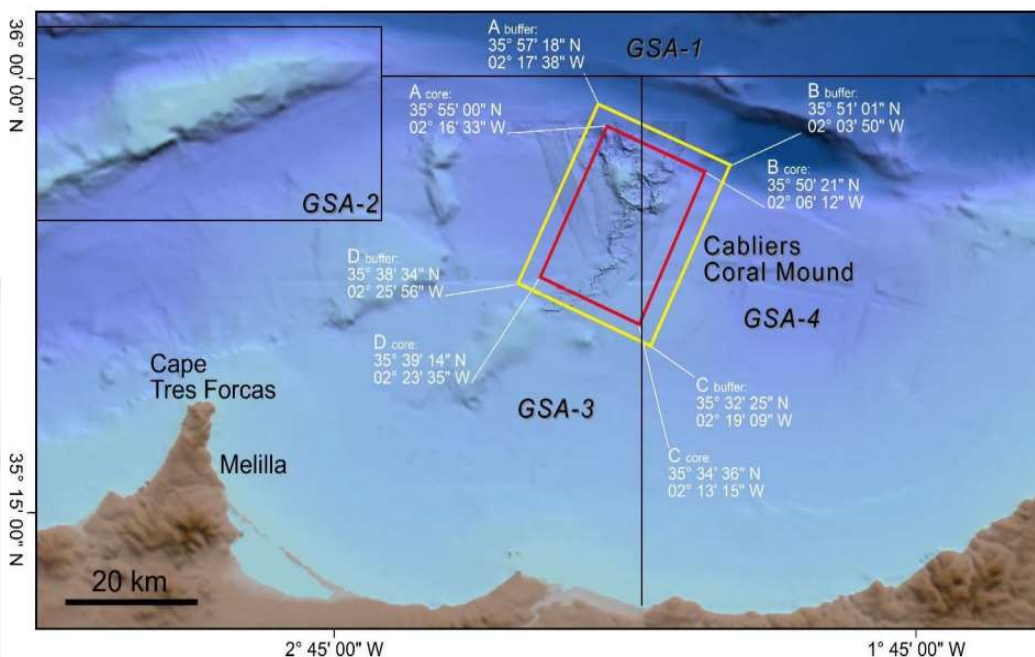 36° 00' 00" N
35° 15' 00" N
A buffer:
35° 57' 18" N
02° 17' 38" W
GSA-1
A core:
35° 55' 00" N
02° 16' 33" W
B buffer:
35° 51' 01" N
02° 03' 50" W
B core:
35° 50' 21" N
02° 06' 12" W
GSA-2
Cabliers
Coral Mound
D buffer:
35° 38' 34" N
02° 25' 56" W
GSA-4
D core:
35° 39' 14" N
02° 23' 35" W
Cape
Tres Forcas
GSA-3
C buffer:
35° 32' 25" N
02° 19' 09" W
Melilla
C core:
35° 34' 36" N
02° 13' 15" W
20 km
2° 45' 00" W
1° 45' 00" W